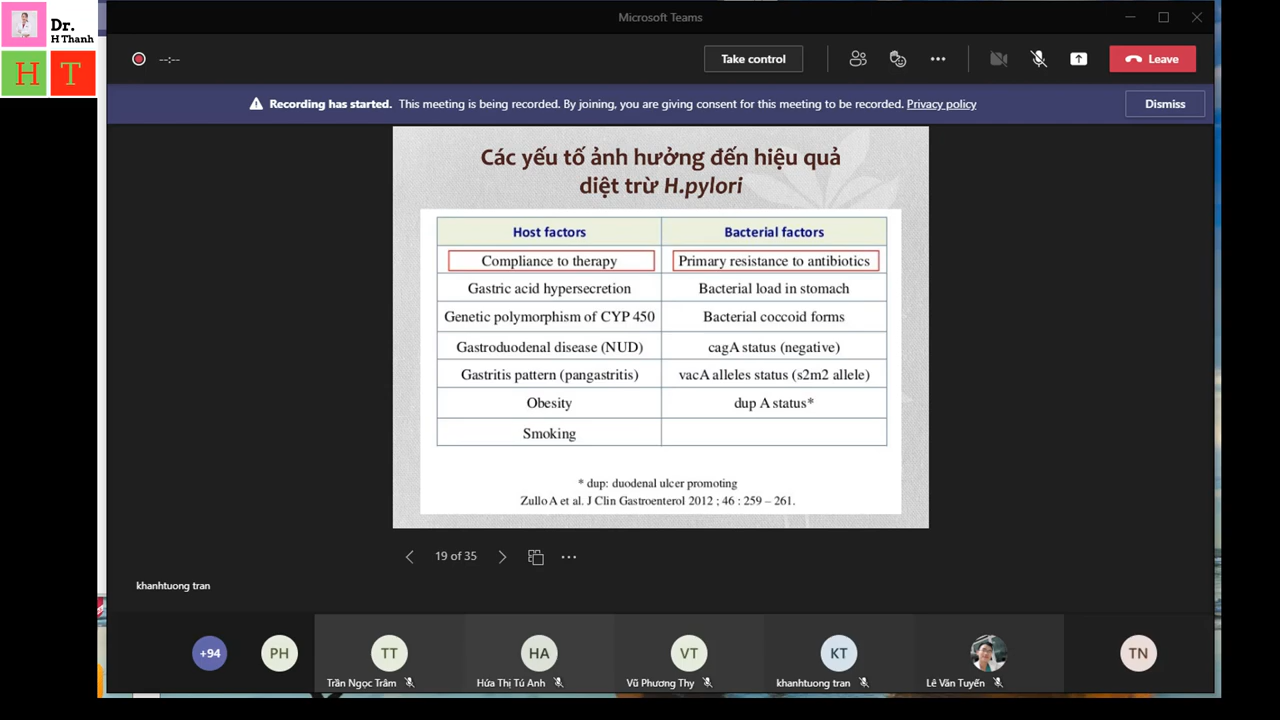 Dr.
H Thanh
H T
Microsoft Teams
--:--
Take control
Leave
Recording has started. This meeting is being recorded. By joining, you are giving consent for this meeting to be recorded. Privacy policy
Dismiss
Các yếu tố ảnh hưởng đến hiệu quả
diệt trừ H.pylori
Host factors Bacterial factors
Compliance to therapy Primary resistance to antibiotics
Gastric acid hypersecretion Bacterial load in stomach
Genetic polymorphism of CYP 450 Bacterial coccoid forms
Gastroduodenal disease (NUD) cagA status (negative)
Gastritis pattern (pangastritis) vacA alleles status (s2m2 allele)
Obesity dup A status*
Smoking
* dup: duodenal ulcer promoting
Zullo A et al. J Clin Gastroenterol 2012 ; 46 : 259 – 261.
19 of 35
khanhtuong tran
+94 PH TT HA VT KT TN
Trần Ngọc Trâm Hứa Thị Tú Anh Vũ Phương Thy khanhtuong tran Lê Văn Tuyến